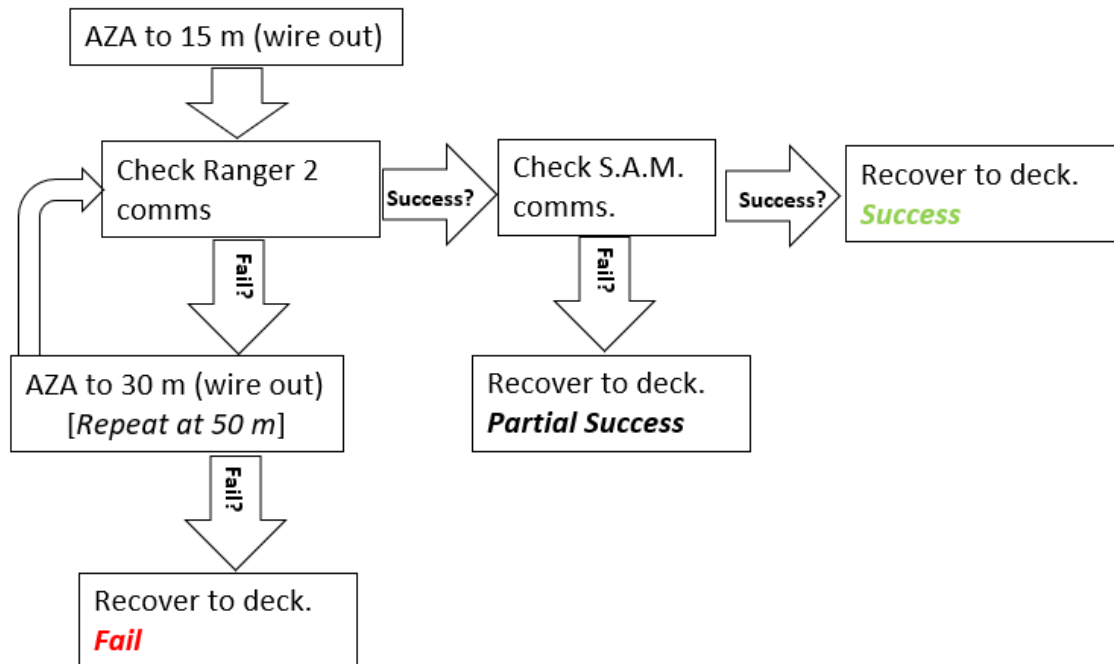 AZA to 15 m (wire out)
Check Ranger 2
comms
Success?
Check S.A.M.
comms.
Success?
Recover to deck.
Success
Fail?
Fail?
AZA to 30 m (wire out)
[Repeat at 50 m]
Recover to deck.
Partial Success
Fail?
Recover to deck.
Fail